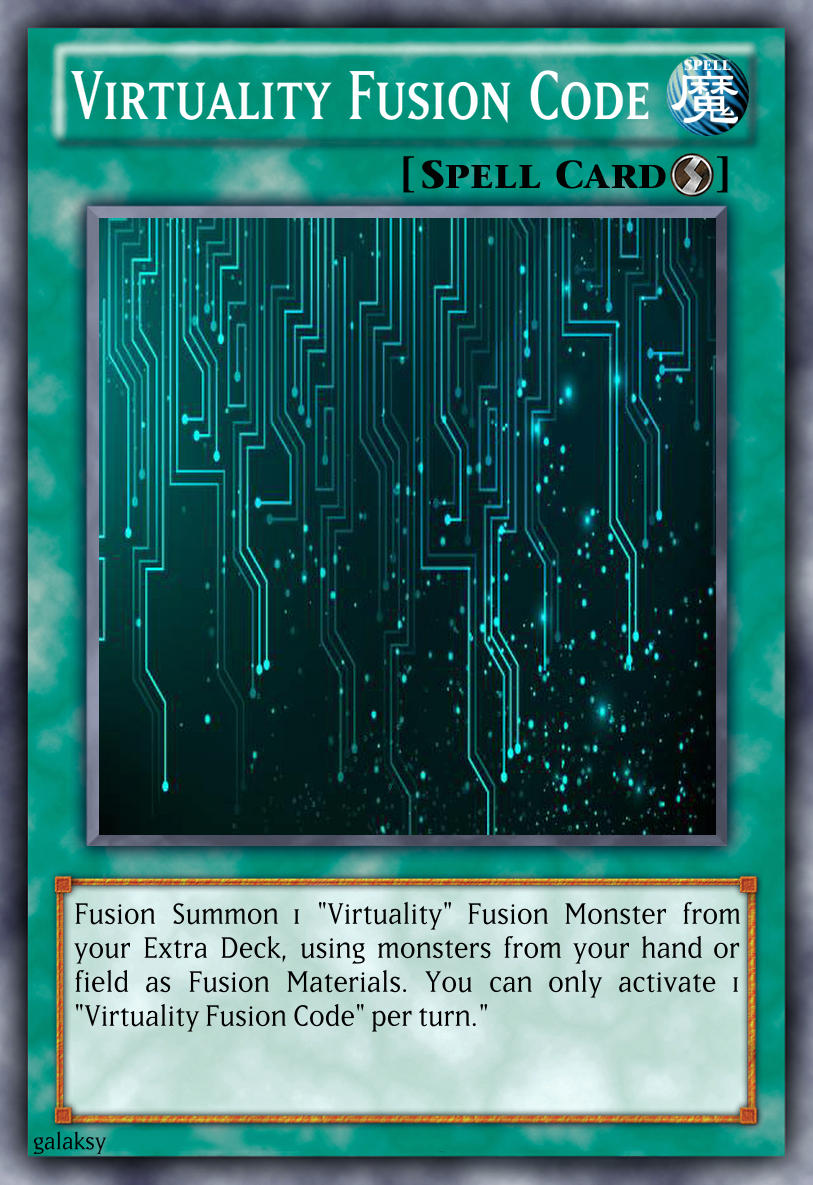 Virtuality Fusion Code
SPELL
魔
[Spell Card]
Fusion Summon 1 "Virtuality" Fusion Monster from
your Extra Deck, using monsters from your hand or
field as Fusion Materials. You can only activate 1
"Virtuality Fusion Code" per turn."
galaksy